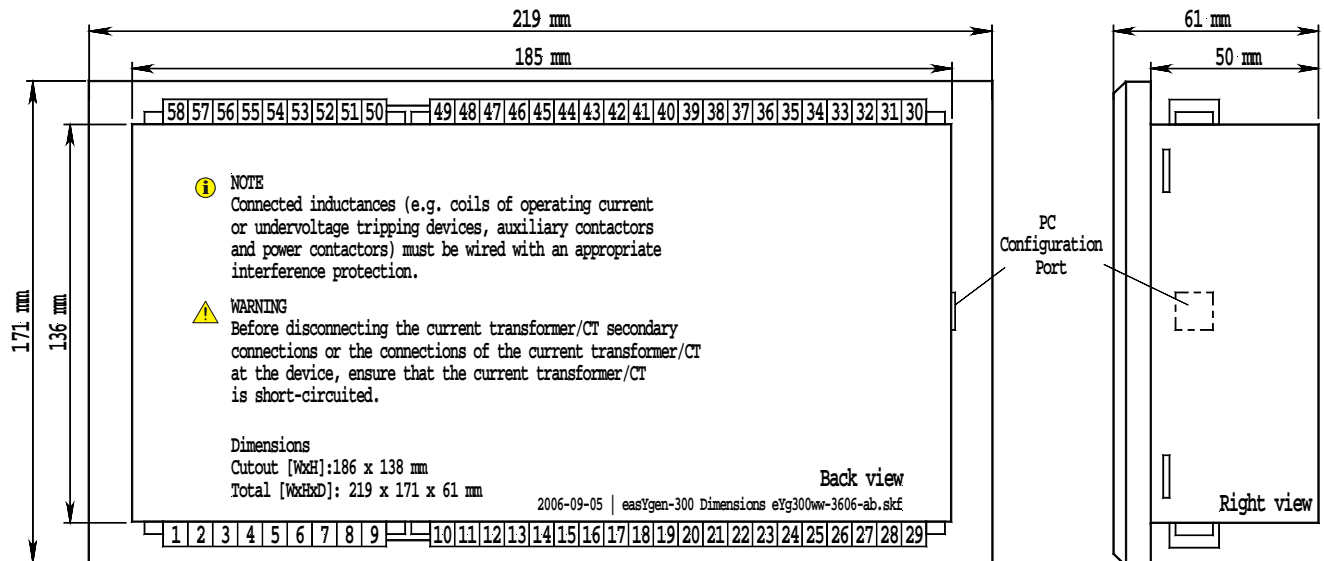 219 mm
61 mm
185 mm
50 mm
58 57 56 55 54 53 52 51 50 49 48 47 46 45 44 43 42 41 40 39 38 37 36 35 34 33 32 31 30
i NOTE
Connected inductances (e.g. coils of operating current
or undervoltage tripping devices, auxiliary contactors
and power contactors) must be wired with an appropriate
interference protection.
PC
Configuration
Port
171 mm
136 mm
! WARNING
Before disconnecting the current transformer/CT secondary
connections or the connections of the current transformer/CT
at the device, ensure that the current transformer/CT
is short-circuited.
Dimensions
Cutout [WxH]:186 x 138 mm
Total [WxHxD]: 219 x 171 x 61 mm
Back view
2006-09-05 | easYgen-300 Dimensions eYg300ww-3606-ab.skf
Right view
1 2 3 4 5 6 7 8 9 10 11 12 13 14 15 16 17 18 19 20 21 22 23 24 25 26 27 28 29